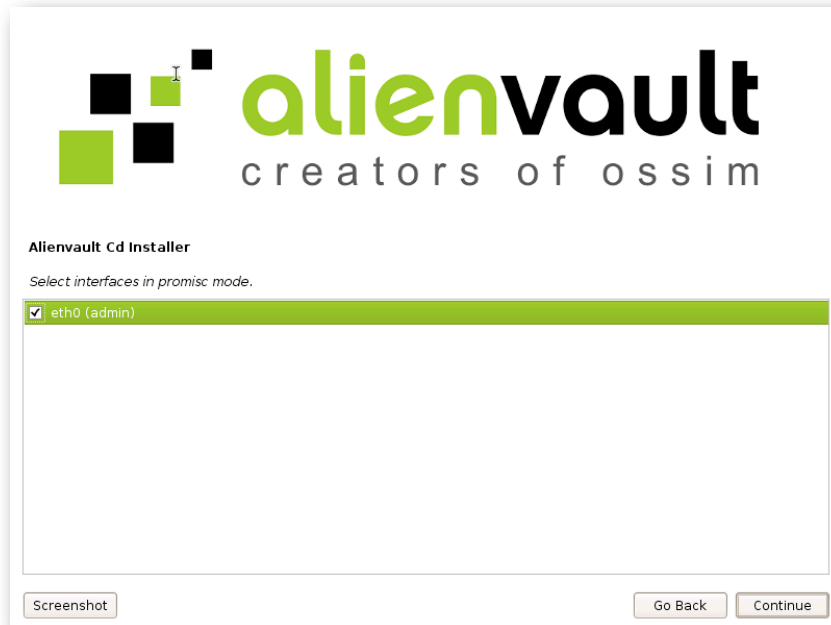 alienvault
creators of ossim
Alienvault Cd Installer
Select interfaces in promisc mode.
eth0 (admin)
Screenshot
Go Back
Continue